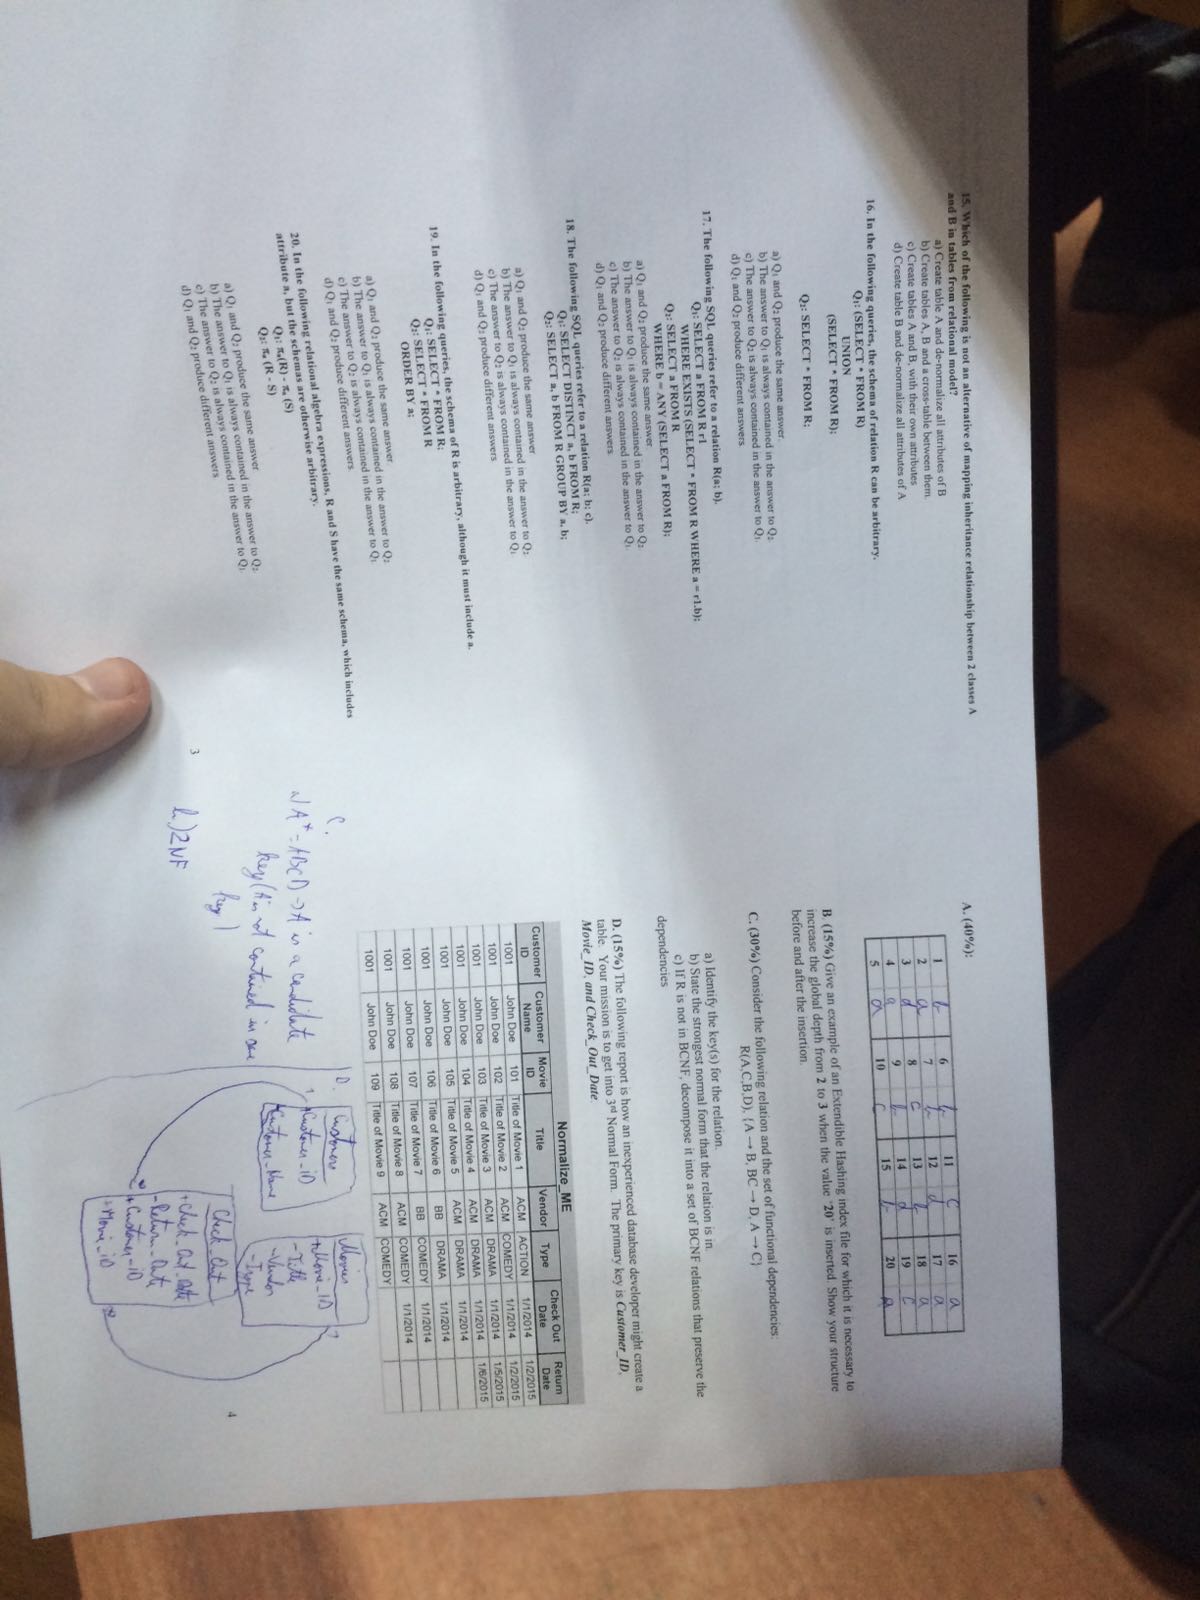 15. Which of the following is not an alternative of mapping inheritance relationship between 2 classes A
and B in tables from relational model?
a) Create table A and de-normalize all attributes of B
b) Create tables A, B and a cross-table between them.
c) Create tables A and B, with their own attributes
d) Create table B and de-normalize all attributes of A
16. In the following queries, the schema of relation R can be arbitrary.
Q1: (SELECT * FROM R)
UNION
(SELECT * FROM R);
Q2: SELECT * FROM R;
a) Q1 and Q2 produce the same answer.
b) The answer to Q1 is always contained in the answer to Q2.
c) The answer to Q2 is always contained in the answer to Q1.
d) Q1 and Q2 produce different answers.
17. The following SQL queries refer to a relation R(a; b).
Q1: SELECT a FROM R r1
WHERE EXISTS (SELECT * FROM R WHERE a = r1.b);
Q2: SELECT a FROM R
WHERE b = ANY (SELECT a FROM R);
a) Q1 and Q2 produce the same answer.
b) The answer to Q1 is always contained in the answer to Q2
c) The answer to Q2 is always contained in the answer to Q1.
d) Q1 and Q2 produce different answers.
18. The following SQL queries refer to a relation R(a; b; c).
Q1: SELECT DISTINCT a, b FROM R;
Q2: SELECT a, b FROM R GROUP BY a, b;
a) Q1 and Q2 produce the same answer
b) The answer to Q1 is always contained in the answer to Q2
c) The answer to Q2 is always contained in the answer to Q1
d) Q1 and Q2 produce different answers
19. In the following queries, the schema of R is arbitrary, although it must include a.
Q1: SELECT * FROM R;
Q2: SELECT * FROM R
ORDER BY a;
a) Q1 and Q2 produce the same answer
b) The answer to Q1 is always contained in the answer to Q2
c) The answer to Q2 is always contained in the answer to Q1
d) Q1 and Q2 produce different answers.
20. In the following relational algebra expressions, R and S have the same schema, which includes
attribute a, but the schemas are otherwise arbitrary.
Q1: πa(R) - πa (S)
Q2: πa (R - S)
a) Q1 and Q2 produce the same answer
b) The answer to Q1 is always contained in the answer to Q2
c) The answer to Q2 is always contained in the answer to Q1
d) Q1 and Q2 produce different answers
3
A. (40%):
1 b 6 b 11 c 16 a
2 a 7 b 12 d 17 a
3 d 8 c 13 b 18 a
4 a 9 b 14 d 19 c
5 a 10 c 15 b 20 a
B. (15%) Give an example of an Extendible Hashing index file for which it is necessary to
increase the global depth from 2 to 3 when the value '20' is inserted. Show your structure
before and after the insertion.
C. (30%) Consider the following relation and the set of functional dependencies:
R(A,C,B,D), {A → B, BC → D, A → C}
a) Identify the key(s) for the relation.
b) State the strongest normal form that the relation is in.
c) If R is not in BCNF, decompose it into a set of BCNF relations that preserve the
dependencies
D. (15%) The following report is how an inexperienced database developer might create a
table. Your mission is to get into 3rd Normal Form. The primary key is Customer_ID,
Movie_ID, and Check_Out_Date.
Normalize_ME
Customer ID Customer Name Movie ID Title Vendor Type Check Out Date Return Date
1001 John Doe 101 Title of Movie 1 ACM ACTION 1/1/2014 1/2/2015
1001 John Doe 102 Title of Movie 2 ACM COMEDY 1/1/2014 1/2/2015
1001 John Doe 103 Title of Movie 3 ACM DRAMA 1/1/2014 1/5/2015
1001 John Doe 104 Title of Movie 4 ACM DRAMA 1/1/2014 1/6/2015
1001 John Doe 105 Title of Movie 5 ACM DRAMA 1/1/2014
1001 John Doe 106 Title of Movie 6 BB DRAMA 1/1/2014
1001 John Doe 107 Title of Movie 7 BB COMEDY 1/1/2014
1001 John Doe 108 Title of Movie 8 ACM COMEDY 1/1/2014
1001 John Doe 109 Title of Movie 9 ACM COMEDY
C.
A+ = ABCD → A is a candidate
key (A is not contained in
key)
b.) 2NF
D.
Customers
Customer_iD
Customer_Name
Movies
+Movie_ID
-Title
-Vendor
Check_Out
+Check_Out_Date
-Return_Date
+Customer_iD
+Movie_iD
4